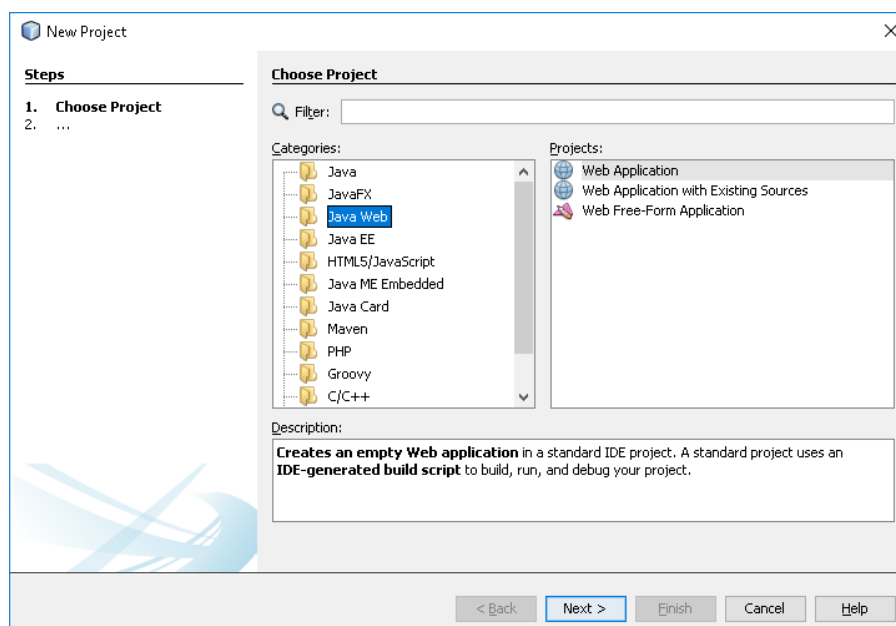 New Project
Steps
1. Choose Project
2. ...
Choose Project
Filter:
Categories:
Java
JavaFX
Java Web
Java EE
HTML5/JavaScript
Java ME Embedded
Java Card
Maven
PHP
Groovy
C/C++
Projects:
Web Application
Web Application with Existing Sources
Web Free-Form Application
Description:
Creates an empty Web application in a standard IDE project. A standard project uses an
IDE-generated build script to build, run, and debug your project.
< Back Next > Finish Cancel Help